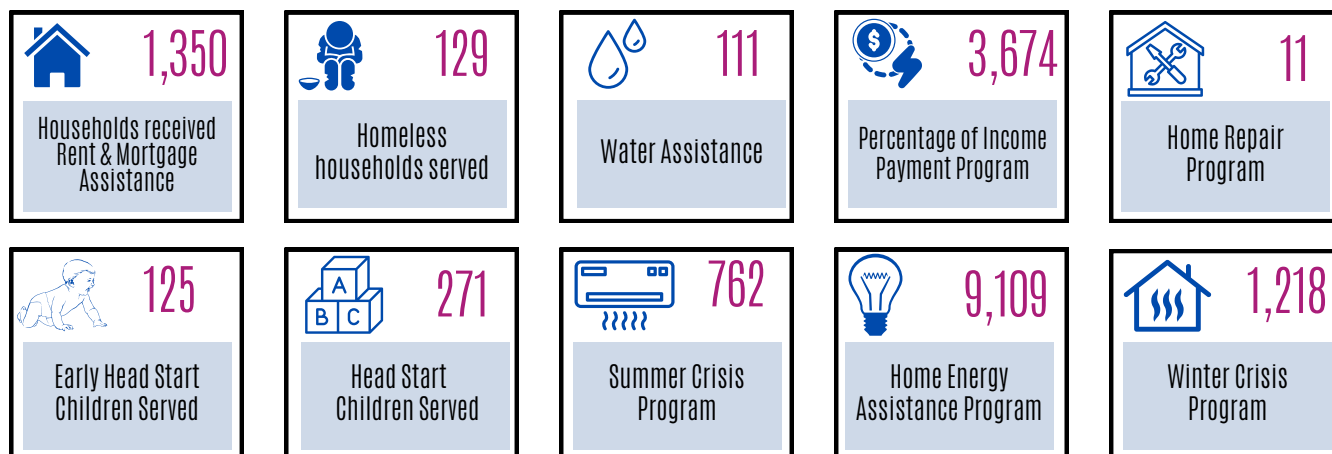 1,350
Households received
Rent & Mortgage
Assistance
129
Homeless
households served
111
Water Assistance
$
3,674
Percentage of Income
Payment Program
11
Home Repair
Program
125
Early Head Start
Children Served
A
B C
271
Head Start
Children Served
762
Summer Crisis
Program
9,109
Home Energy
Assistance Program
1,218
Winter Crisis
Program